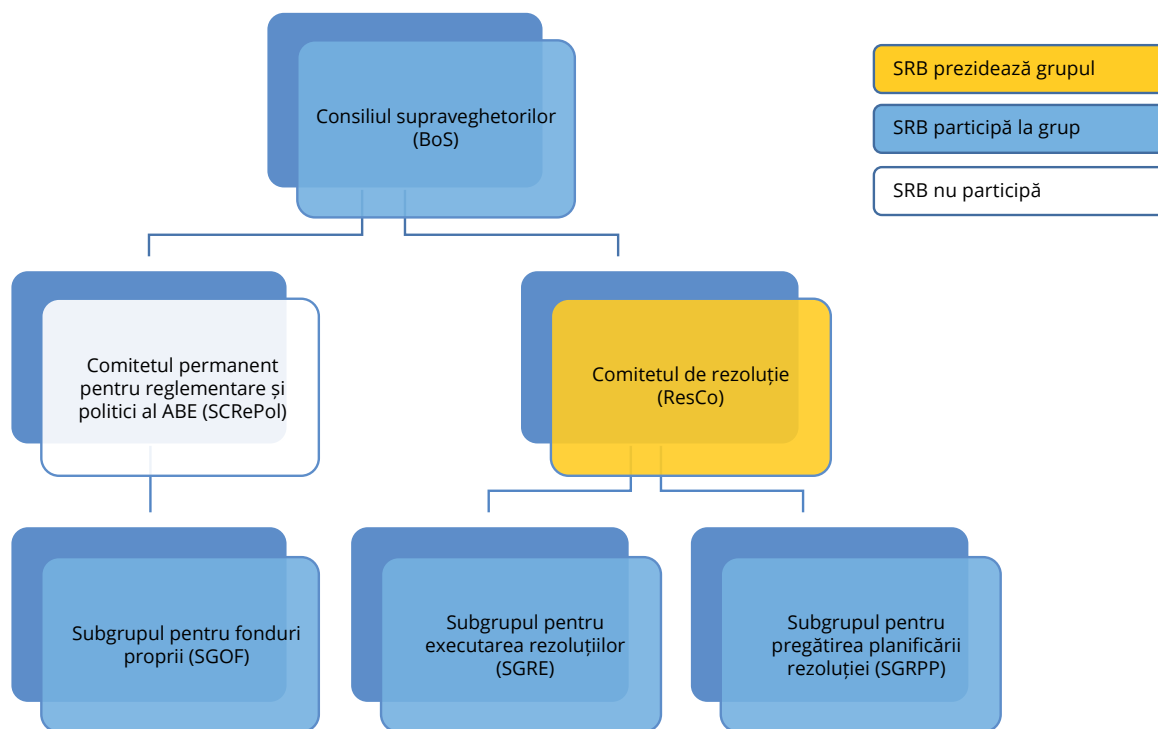 Consiliul supraveghetorilor
(BoS)
SRB prezidează grupul
SRB participă la grup
SRB nu participă
Comitetul permanent
pentru reglementare și
politici al ABE (SCRePol)
Comitetul de rezoluție
(ResCo)
Subgrupul pentru fonduri
proprii (SGOF)
Subgrupul pentru
executarea rezoluțiilor
(SGRE)
Subgrupul pentru
pregătirea planificării
rezoluției (SGRPP)